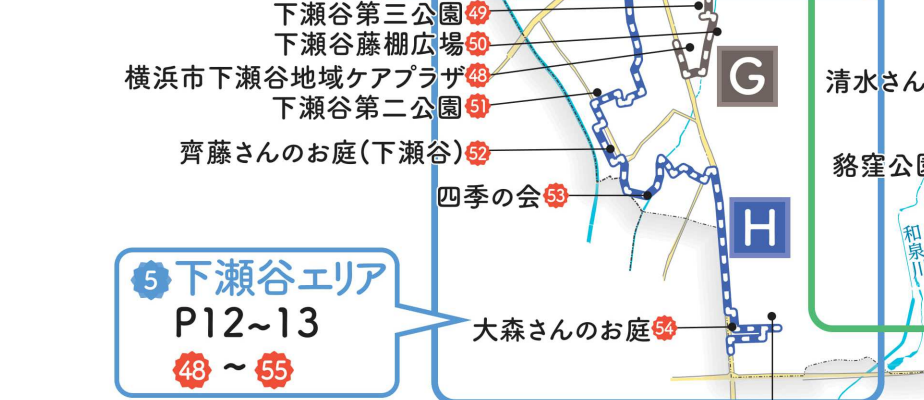 下瀬谷第三公園49
下瀬谷藤棚広場50
横浜市下瀬谷地域ケアプラザ48
下瀬谷第二公園51
齊藤さんのお庭(下瀬谷)52
四季の会53
G
H
清水さん
貉窪公園
和泉川
5下瀬谷エリア
P12~13
48~55
大森さんのお庭54